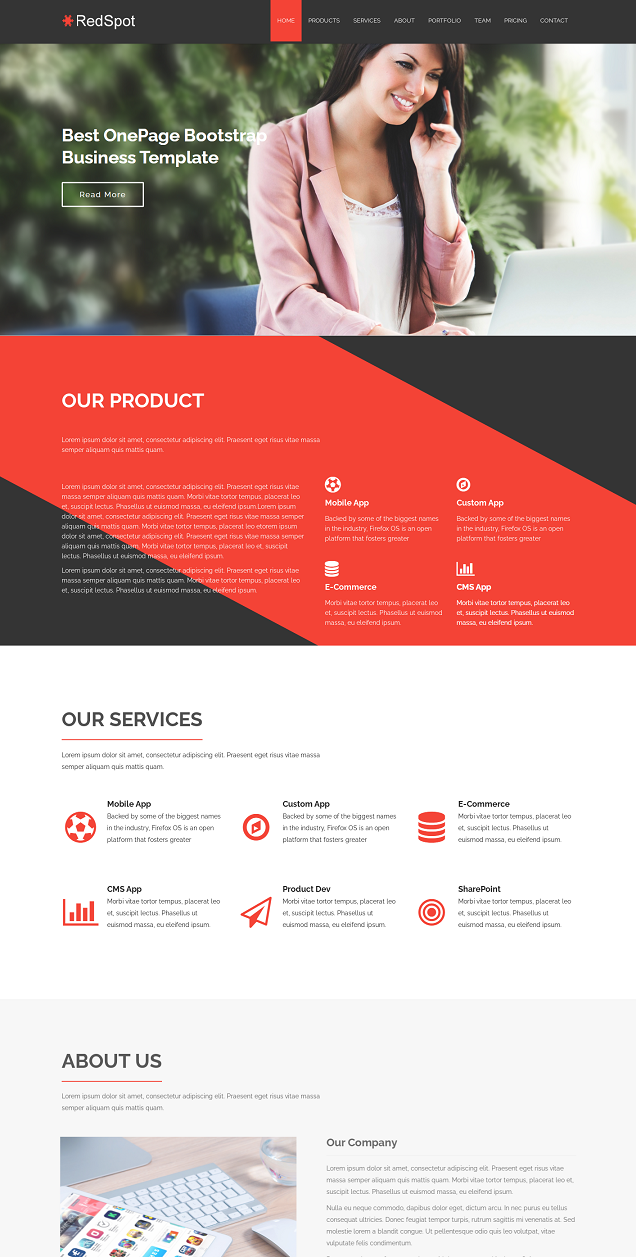 RedSpot
HOME PRODUCTS SERVICES ABOUT PORTFOLIO TEAM PRICING CONTACT
Best OnePage Bootstrap
Business Template
Read More
OUR PRODUCT
Lorem ipsum dolor sit amet, consectetur adipiscing elit. Praesent eget risus vitae massa
semper aliquam quis mattis quam.
Lorem ipsum dolor sit amet, consectetur adipiscing elit. Praesent eget risus vitae
massa semper aliquam quis mattis quam. Morbi vitae tortor tempus, placerat leo
et, suscipit lectus. Phasellus ut euismod massa, eu eleifend ipsum.Lorem ipsum
dolor sit amet, consectetur adipiscing elit. Praesent eget risus vitae massa semper
aliquam quis mattis quam. Morbi vitae tortor tempus, placerat leo etorem ipsum
dolor sit amet, consectetur adipiscing elit. Praesent eget risus vitae massa semper
aliquam quis mattis quam. Morbi vitae tortor tempus, placerat leo et, suscipit
lectus. Phasellus ut euismod massa, eu eleifend ipsum.
Lorem ipsum dolor sit amet, consectetur adipiscing elit. Praesent eget risus vitae
massa semper aliquam quis mattis quam. Morbi vitae tortor tempus, placerat leo
et, suscipit lectus. Phasellus ut euismod massa, eu eleifend ipsum.
Mobile App
Backed by some of the biggest names
in the industry, Firefox OS is an open
platform that fosters greater
Custom App
Backed by some of the biggest names
in the industry, Firefox OS is an open
platform that fosters greater
E-Commerce
Morbi vitae tortor tempus, placerat leo
et, suscipit lectus. Phasellus ut euismod
massa, eu eleifend ipsum.
CMS App
Morbi vitae tortor tempus, placerat leo
et, suscipit lectus. Phasellus ut euismod
massa, eu eleifend ipsum.
OUR SERVICES
Lorem ipsum dolor sit amet, consectetur adipiscing elit. Praesent eget risus vitae massa
semper aliquam quis mattis quam.
Mobile App
Backed by some of the biggest names
in the industry, Firefox OS is an open
platform that fosters greater
Custom App
Backed by some of the biggest names
in the industry, Firefox OS is an open
platform that fosters greater
E-Commerce
Morbi vitae tortor tempus, placerat leo
et, suscipit lectus. Phasellus ut
euismod massa, eu eleifend ipsum.
CMS App
Morbi vitae tortor tempus, placerat leo
et, suscipit lectus. Phasellus ut
euismod massa, eu eleifend ipsum.
Product Dev
Morbi vitae tortor tempus, placerat leo
et, suscipit lectus. Phasellus ut
euismod massa, eu eleifend ipsum.
SharePoint
Morbi vitae tortor tempus, placerat leo
et, suscipit lectus. Phasellus ut
euismod massa, eu eleifend ipsum.
ABOUT US
Lorem ipsum dolor sit amet, consectetur adipiscing elit. Praesent eget risus vitae massa
semper aliquam quis mattis quam.
Our Company
Lorem ipsum dolor sit amet, consectetur adipiscing elit. Praesent eget risus vitae
massa semper aliquam quis mattis quam. Morbi vitae tortor tempus, placerat leo et,
suscipit lectus. Phasellus ut euismod massa, eu eleifend ipsum.
Nulla eu neque commodo, dapibus dolor eget, dictum arcu. In nec purus eu tellus
consequat ultricies. Donec feugiat tempor turpis, rutrum sagittis mi venenatis at. Sed
molestie lorem a blandit congue. Ut pellentesque odio quis leo volutpat, vitae
vulputate felis condimentum.